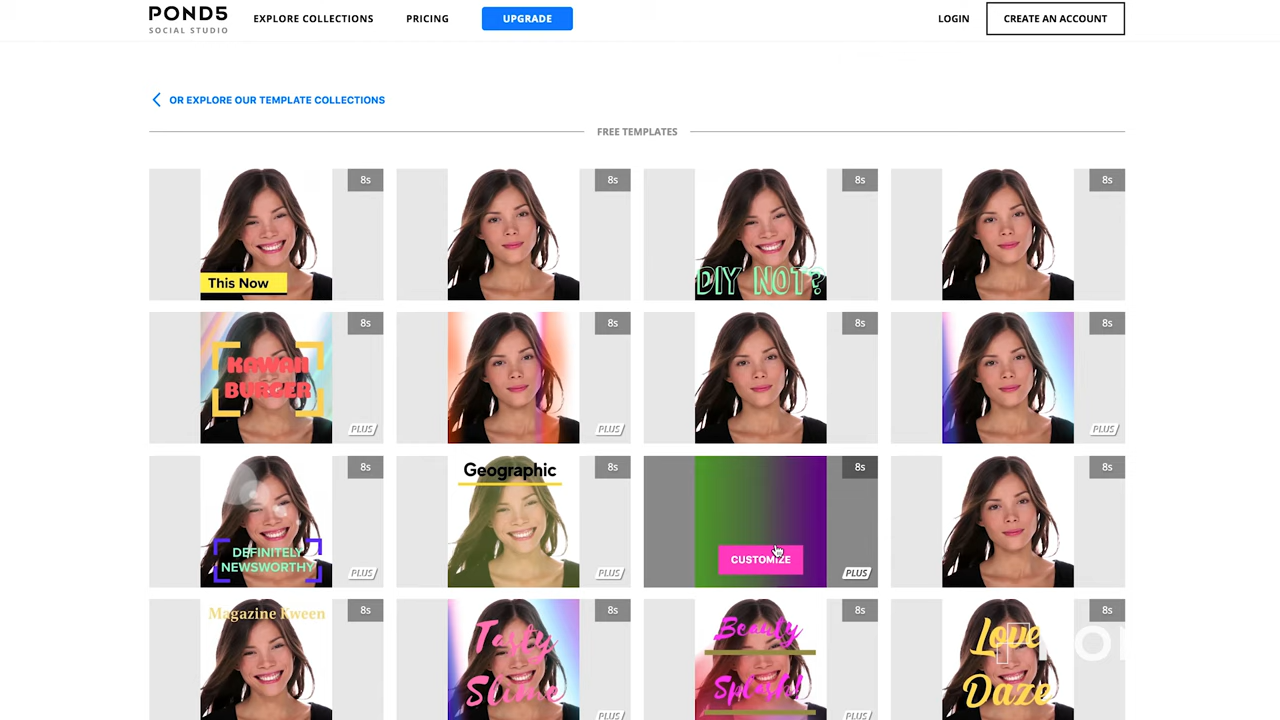 POND5
SOCIAL STUDIO
EXPLORE COLLECTIONS
PRICING
UPGRADE
LOGIN
CREATE AN ACCOUNT
OR EXPLORE OUR TEMPLATE COLLECTIONS
FREE TEMPLATES
8s
This Now
8s
8s
DIY NOT?
8s
8s
KAWAII
BURGER
PLUS
8s
PLUS
8s
8s
PLUS
8s
DEFINITELY
NEWSWORTHY
PLUS
8s
Geographic
PLUS
8s
CUSTOMIZE
PLUS
8s
8s
Magazine Kween
8s
Tasty
Slime
PLUS
8s
Beauty
Splash!
PLUS
8s
Love
Daze